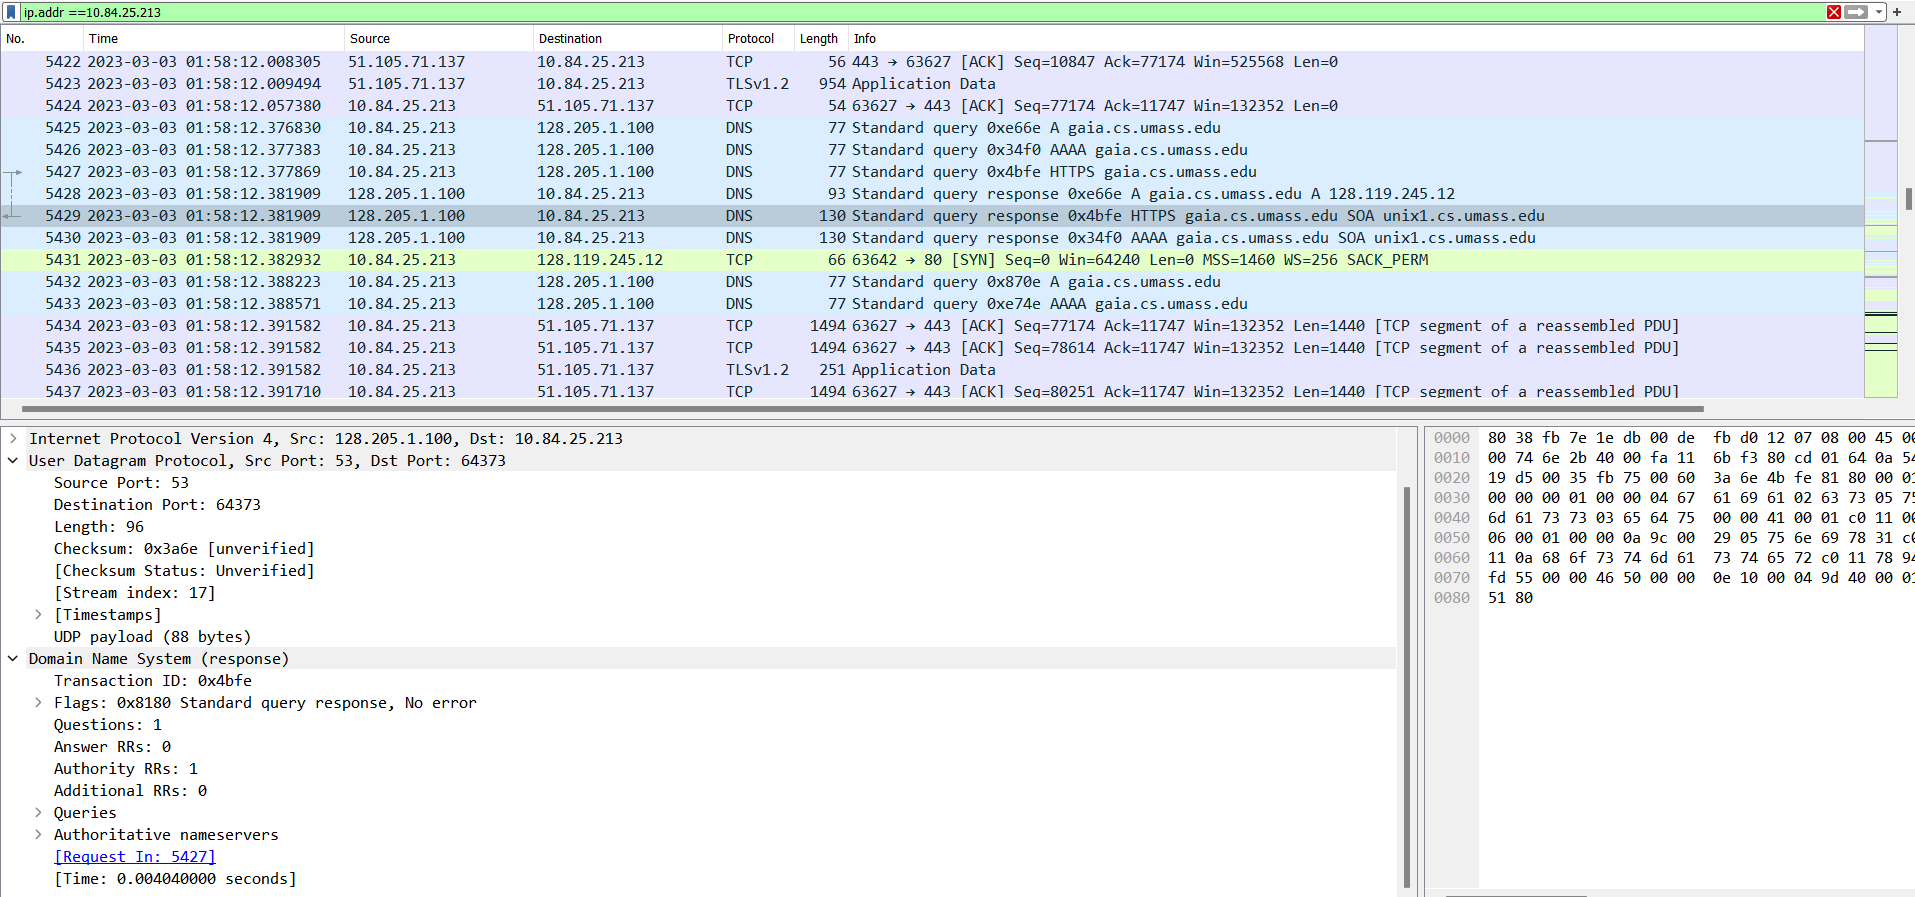 ip.addr ==10.84.25.213
No. Time Source Destination Protocol Length Info
5422 2023-03-03 01:58:12.008305 51.105.71.137 10.84.25.213 TCP 56 443 → 63627 [ACK] Seq=10847 Ack=77174 Win=525568 Len=0
5423 2023-03-03 01:58:12.009494 51.105.71.137 10.84.25.213 TLSv1.2 954 Application Data
5424 2023-03-03 01:58:12.057380 10.84.25.213 51.105.71.137 TCP 54 63627 → 443 [ACK] Seq=77174 Ack=11747 Win=132352 Len=0
5425 2023-03-03 01:58:12.376830 10.84.25.213 128.205.1.100 DNS 77 Standard query 0xe66e A gaia.cs.umass.edu
5426 2023-03-03 01:58:12.377383 10.84.25.213 128.205.1.100 DNS 77 Standard query 0x34f0 AAAA gaia.cs.umass.edu
5427 2023-03-03 01:58:12.377869 10.84.25.213 128.205.1.100 DNS 77 Standard query 0x4bfe HTTPS gaia.cs.umass.edu
5428 2023-03-03 01:58:12.381909 128.205.1.100 10.84.25.213 DNS 93 Standard query response 0xe66e A gaia.cs.umass.edu A 128.119.245.12
5429 2023-03-03 01:58:12.381909 128.205.1.100 10.84.25.213 DNS 130 Standard query response 0x4bfe HTTPS gaia.cs.umass.edu SOA unix1.cs.umass.edu
5430 2023-03-03 01:58:12.381909 128.205.1.100 10.84.25.213 DNS 130 Standard query response 0x34f0 AAAA gaia.cs.umass.edu SOA unix1.cs.umass.edu
5431 2023-03-03 01:58:12.382932 10.84.25.213 128.119.245.12 TCP 66 63642 → 80 [SYN] Seq=0 Win=64240 Len=0 MSS=1460 WS=256 SACK_PERM
5432 2023-03-03 01:58:12.388223 10.84.25.213 128.205.1.100 DNS 77 Standard query 0x870e A gaia.cs.umass.edu
5433 2023-03-03 01:58:12.388571 10.84.25.213 128.205.1.100 DNS 77 Standard query 0xe74e AAAA gaia.cs.umass.edu
5434 2023-03-03 01:58:12.391582 10.84.25.213 51.105.71.137 TCP 1494 63627 → 443 [ACK] Seq=77174 Ack=11747 Win=132352 Len=1440 [TCP segment of a reassembled PDU]
5435 2023-03-03 01:58:12.391582 10.84.25.213 51.105.71.137 TCP 1494 63627 → 443 [ACK] Seq=78614 Ack=11747 Win=132352 Len=1440 [TCP segment of a reassembled PDU]
5436 2023-03-03 01:58:12.391582 10.84.25.213 51.105.71.137 TLSv1.2 251 Application Data
5437 2023-03-03 01:58:12.391710 10.84.25.213 51.105.71.137 TCP 1494 63627 → 443 [ACK] Seq=80251 Ack=11747 Win=132352 Len=1440 [TCP segment of a reassembled PDU]
Internet Protocol Version 4, Src: 128.205.1.100, Dst: 10.84.25.213
User Datagram Protocol, Src Port: 53, Dst Port: 64373
Source Port: 53
Destination Port: 64373
Length: 96
Checksum: 0x3a6e [unverified]
[Checksum Status: Unverified]
[Stream index: 17]
[Timestamps]
UDP payload (88 bytes)
Domain Name System (response)
Transaction ID: 0x4bfe
Flags: 0x8180 Standard query response, No error
Questions: 1
Answer RRs: 0
Authority RRs: 1
Additional RRs: 0
Queries
Authoritative nameservers
[Request In: 5427]
[Time: 0.004040000 seconds]
0000 80 38 fb 7e 1e db 00 de fb d0 12 07 08 00 45 00
0010 00 74 6e 2b 40 00 fa 11 6b f3 80 cd 01 64 0a 54
0020 19 d5 00 35 fb 75 00 60 3a 6e 4b fe 81 80 00 01
0030 00 00 00 01 00 00 04 67 61 69 61 02 63 73 05 75
0040 6d 61 73 73 03 65 64 75 00 00 41 00 01 c0 11 00
0050 06 00 01 00 00 0a 9c 00 29 05 75 6e 69 78 31 c0
0060 11 0a 68 6f 73 74 6d 61 73 74 65 72 c0 11 78 94
0070 fd 55 00 00 46 50 00 00 0e 10 00 04 9d 40 00 01
0080 51 80